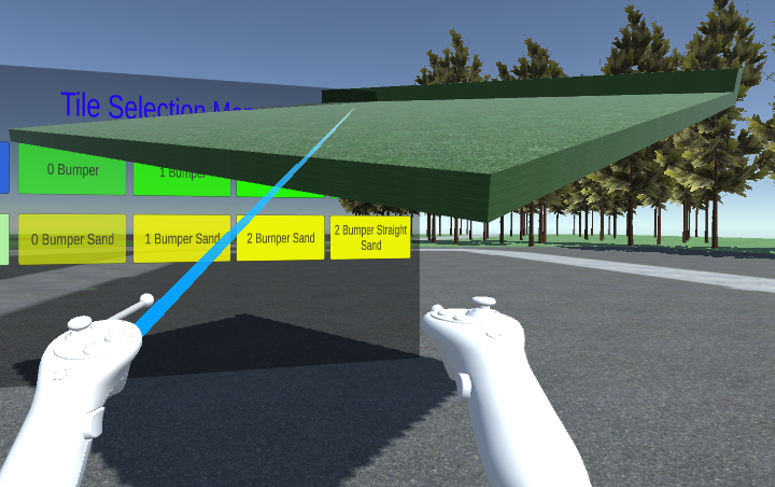 Tile Selection
0 Bumper
1 Bumper
0 Bumper Sand
1 Bumper Sand
2 Bumper Sand
2 Bumper Straight
Sand